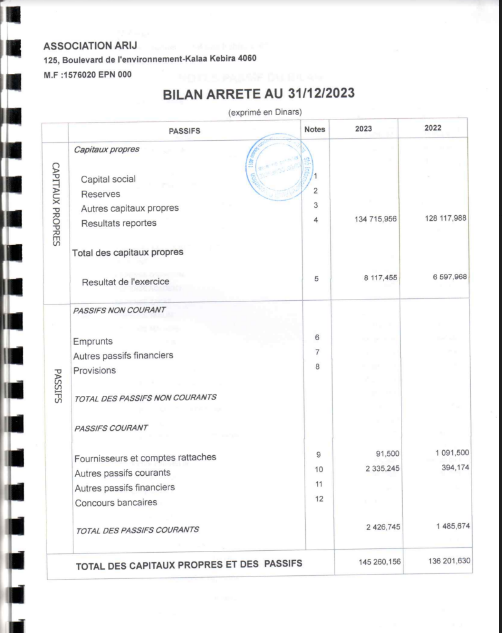 ASSOCIATION ARIJ
125, Boulevard de l'environnement-Kalaa Kebira 4060
M.F :1576020 EPN 000
BILAN ARRETE AU 31/12/2023
(exprimé en Dinars)
PASSIFS Notes 2023 2022
CAPITAUX PROPRES
Capitaux propres
Capital social 1
Reserves 2
Autres capitaux propres 3
Resultats reportes 4 134 715,956 128 117,988
Total des capitaux propres
Resultat de l'exercice 5 8 117,455 6 597,968
PASSIFS
PASSIFS NON COURANT
Emprunts 6
Autres passifs financiers 7
Provisions 8
TOTAL DES PASSIFS NON COURANTS
PASSIFS COURANT
Fournisseurs et comptes rattaches 9 91,500 1 091,500
Autres passifs courants 10 2 335,245 394,174
Autres passifs financiers 11
Concours bancaires 12
TOTAL DES PASSIFS COURANTS 2 426,745 1 485,674
TOTAL DES CAPITAUX PROPRES ET DES PASSIFS 145 260,156 136 201,630